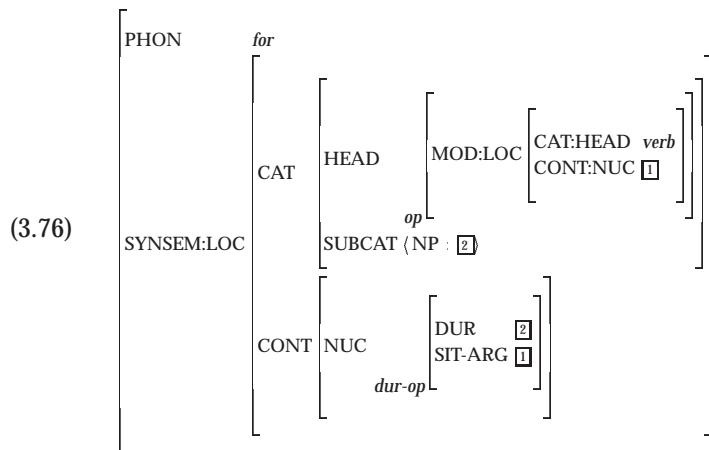 PHON for
HEAD MOD:LOC CAT:HEAD verb
CONT:NUC 1
CAT
op
(3.76) SYNSEM:LOC SUBCAT ⟨NP : 2⟩
DUR 2
CONT NUC SIT-ARG 1
dur-op